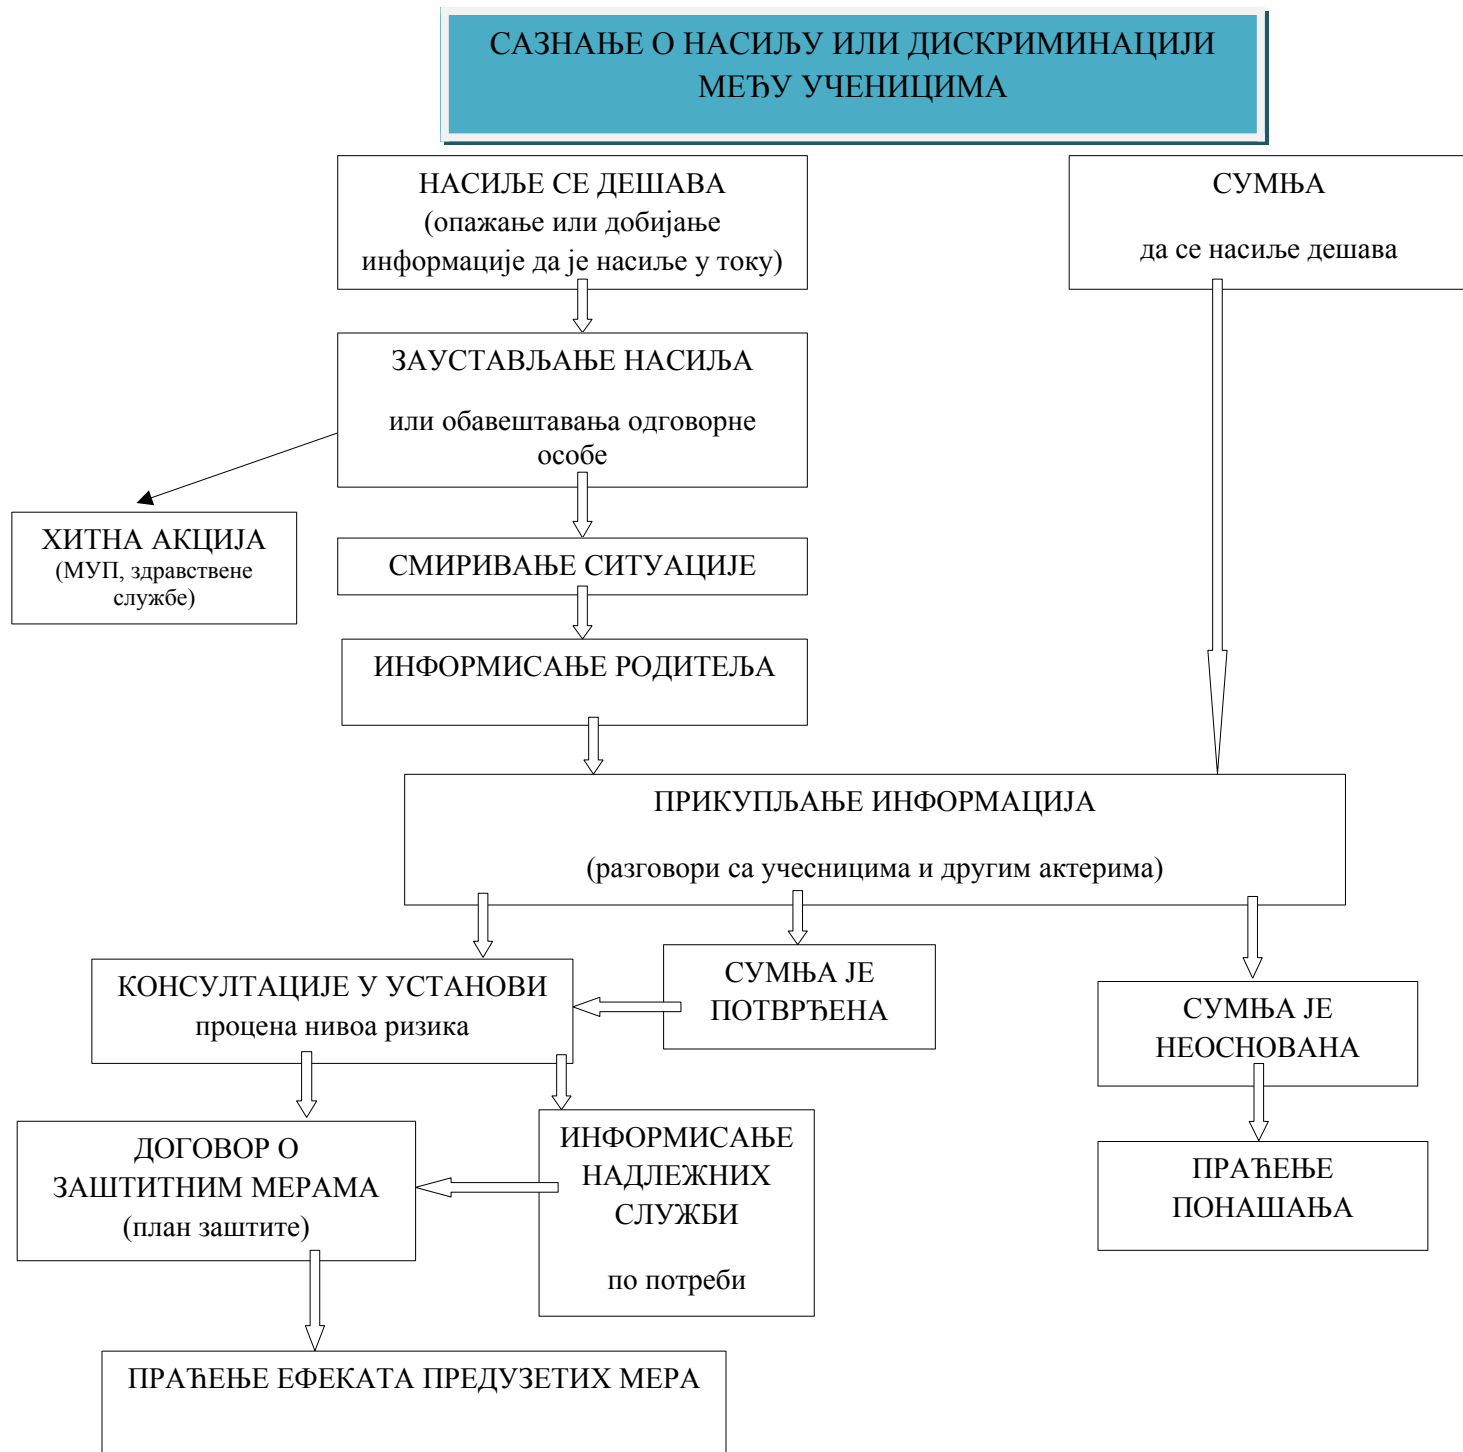 САЗНАЊЕ О НАСИЉУ ИЛИ ДИСКРИМИНАЦИЈИ
МЕЂУ УЧЕНИЦИМА
НАСИЉЕ СЕ ДЕШАВА
(опажање или добијање
информације да је насиље у току)
СУМЊА
да се насиље дешава
ЗАУСТАВЉАЊЕ НАСИЉА
или обавештавања одговорне
особе
ХИТНА АКЦИЈА
(МУП, здравствене
службе)
СМИРИВАЊЕ СИТУАЦИЈЕ
ИНФОРМИСАЊЕ РОДИТЕЉА
ПРИКУПЉАЊЕ ИНФОРМАЦИЈА
(разговори са учесницима и другим актерима)
КОНСУЛТАЦИЈЕ У УСТАНОВИ
процена нивоа ризика
СУМЊА ЈЕ
ПОТВРЂЕНА
СУМЊА ЈЕ
НЕОСНОВАНА
ДОГОВОР О
ЗАШТИТНИМ МЕРАМА
(план заштите)
ИНФОРМИСАЊЕ
НАДЛЕЖНИХ
СЛУЖБИ
по потреби
ПРАЋЕЊЕ
ПОНАШАЊА
ПРАЋЕЊЕ ЕФЕКАТА ПРЕДУЗЕТИХ МЕРА